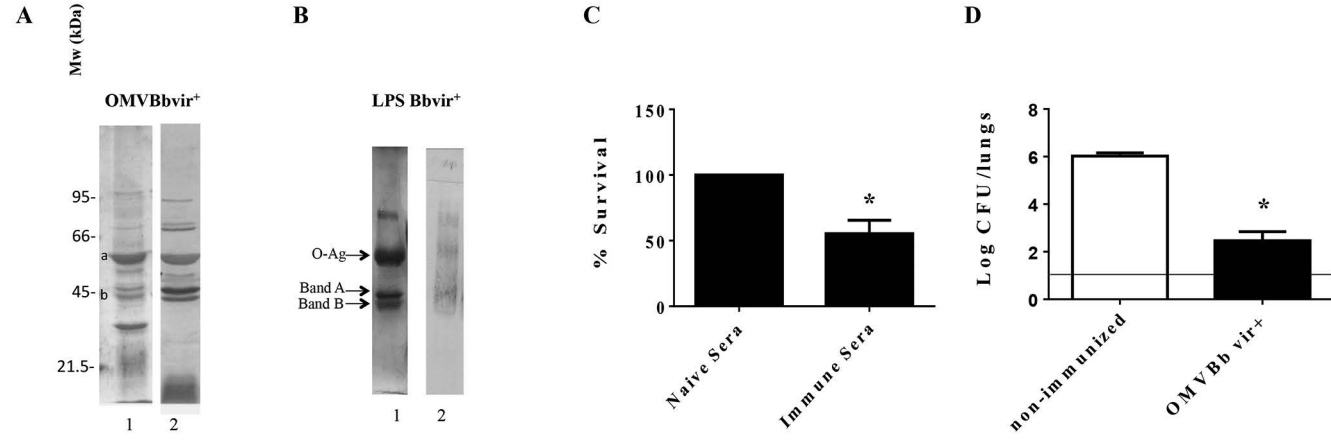 A
Mw (kDa)
OMVBbvir+
95-
66-
a
45-
b
21.5-
1 2
B
LPS Bbvir+
O-Ag
Band A
Band B
1 2
C
% Survival
150
100
50
0
*
Naive Sera
Immune Sera
D
Log CFU/lungs
8
6
4
2
0
*
non-immunized
OMVBb vir+